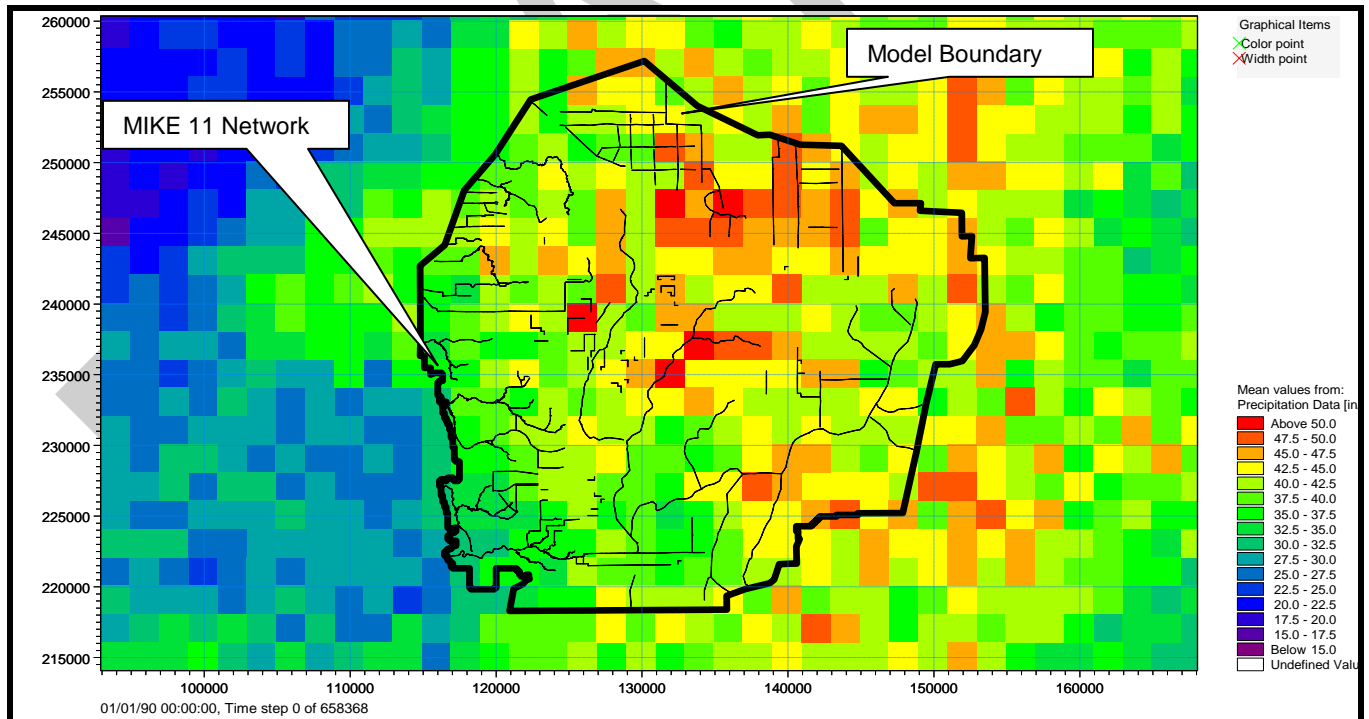 260000
255000
250000
245000
240000
235000
230000
225000
220000
215000
100000
110000
120000
130000
140000
150000
160000
01/01/90 00:00:00, Time step 0 of 658368
MIKE 11 Network
Model Boundary
Graphical Items
Color point
Width point
Mean values from:
Precipitation Data [in
Above 50.0
47.5 - 50.0
45.0 - 47.5
42.5 - 45.0
40.0 - 42.5
37.5 - 40.0
35.0 - 37.5
32.5 - 35.0
30.0 - 32.5
27.5 - 30.0
25.0 - 27.5
22.5 - 25.0
20.0 - 22.5
17.5 - 20.0
15.0 - 17.5
Below 15.0
Undefined Valu